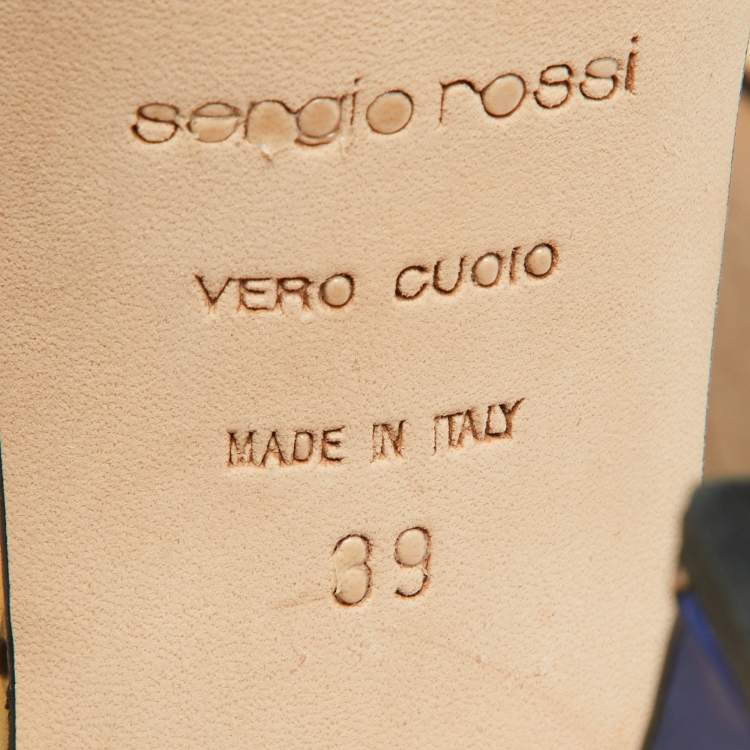 sergio rossi
VERO CUOIO
MADE IN ITALY
39